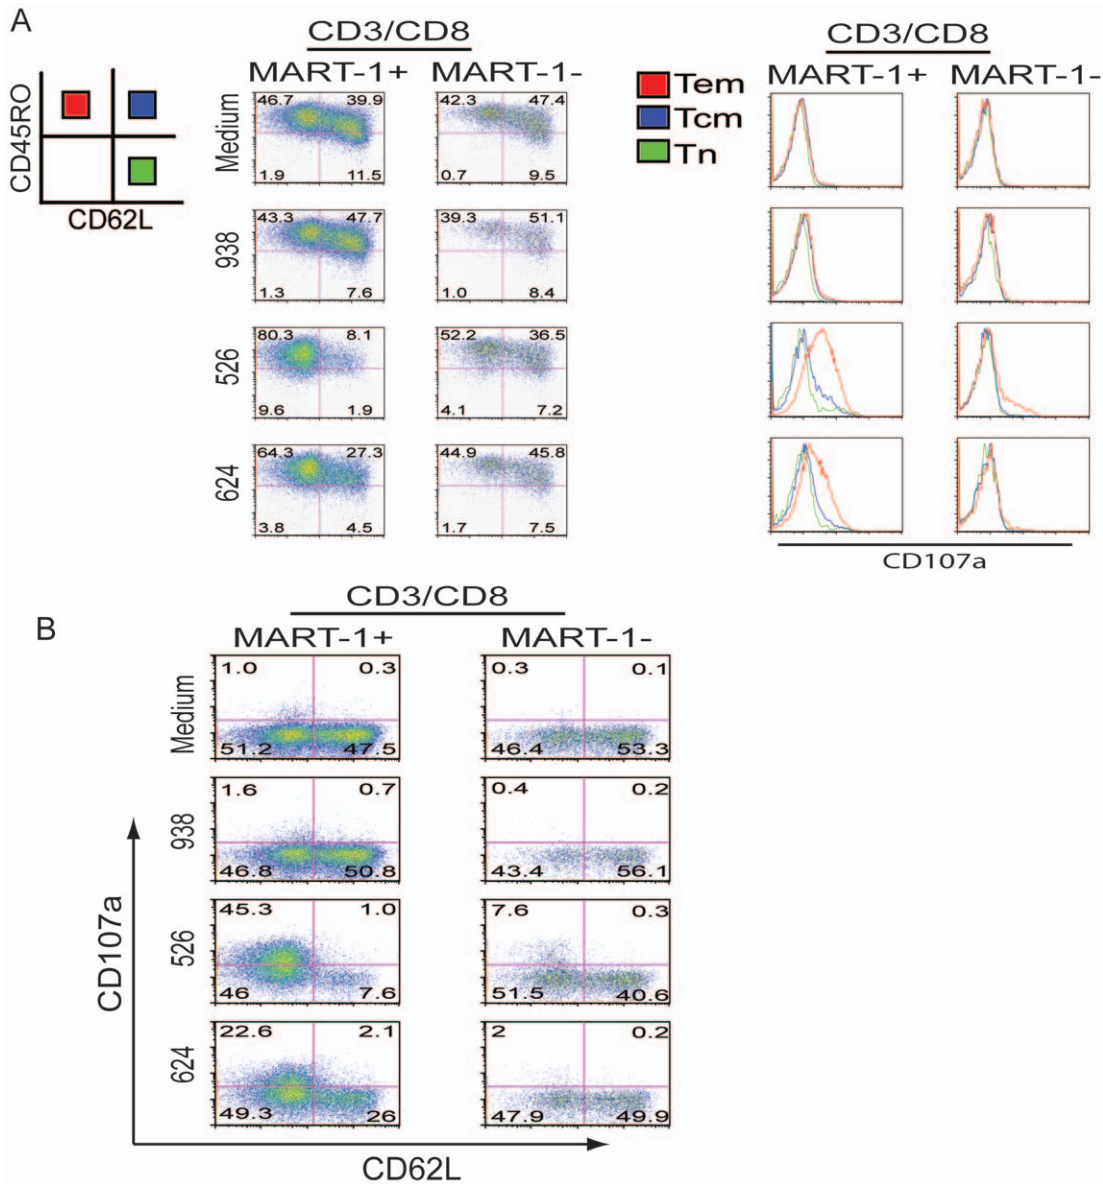 A
CD45RO
CD62L
CD3/CD8
MART-1+ MART-1-
Medium
46.7 39.9
1.9 11.5
42.3 47.4
0.7 9.5
938
43.3 47.7
1.3 7.6
39.3 51.1
1.0 8.4
526
80.3 8.1
9.6 1.9
52.2 36.5
4.1 7.2
624
64.3 27.3
3.8 4.5
44.9 45.8
1.7 7.5
Tem
Tcm
Tn
CD3/CD8
MART-1+ MART-1-
CD107a
B
CD3/CD8
MART-1+ MART-1-
Medium
1.0 0.3
51.2 47.5
0.3 0.1
46.4 53.3
938
1.6 0.7
46.8 50.8
0.4 0.2
43.4 56.1
526
45.3 1.0
46 7.6
7.6 0.3
51.5 40.6
624
22.6 2.1
49.3 26
2 0.2
47.9 49.9
CD107a
CD62L